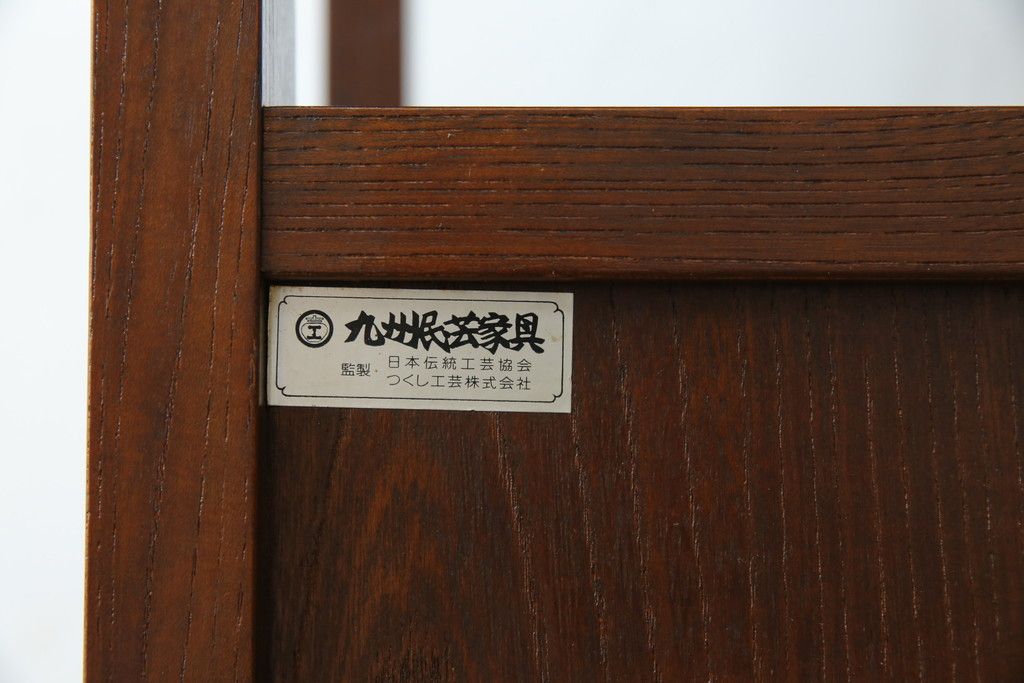 工 九州民芸家具
監製 日本伝統工芸協会
つくし工芸株式会社